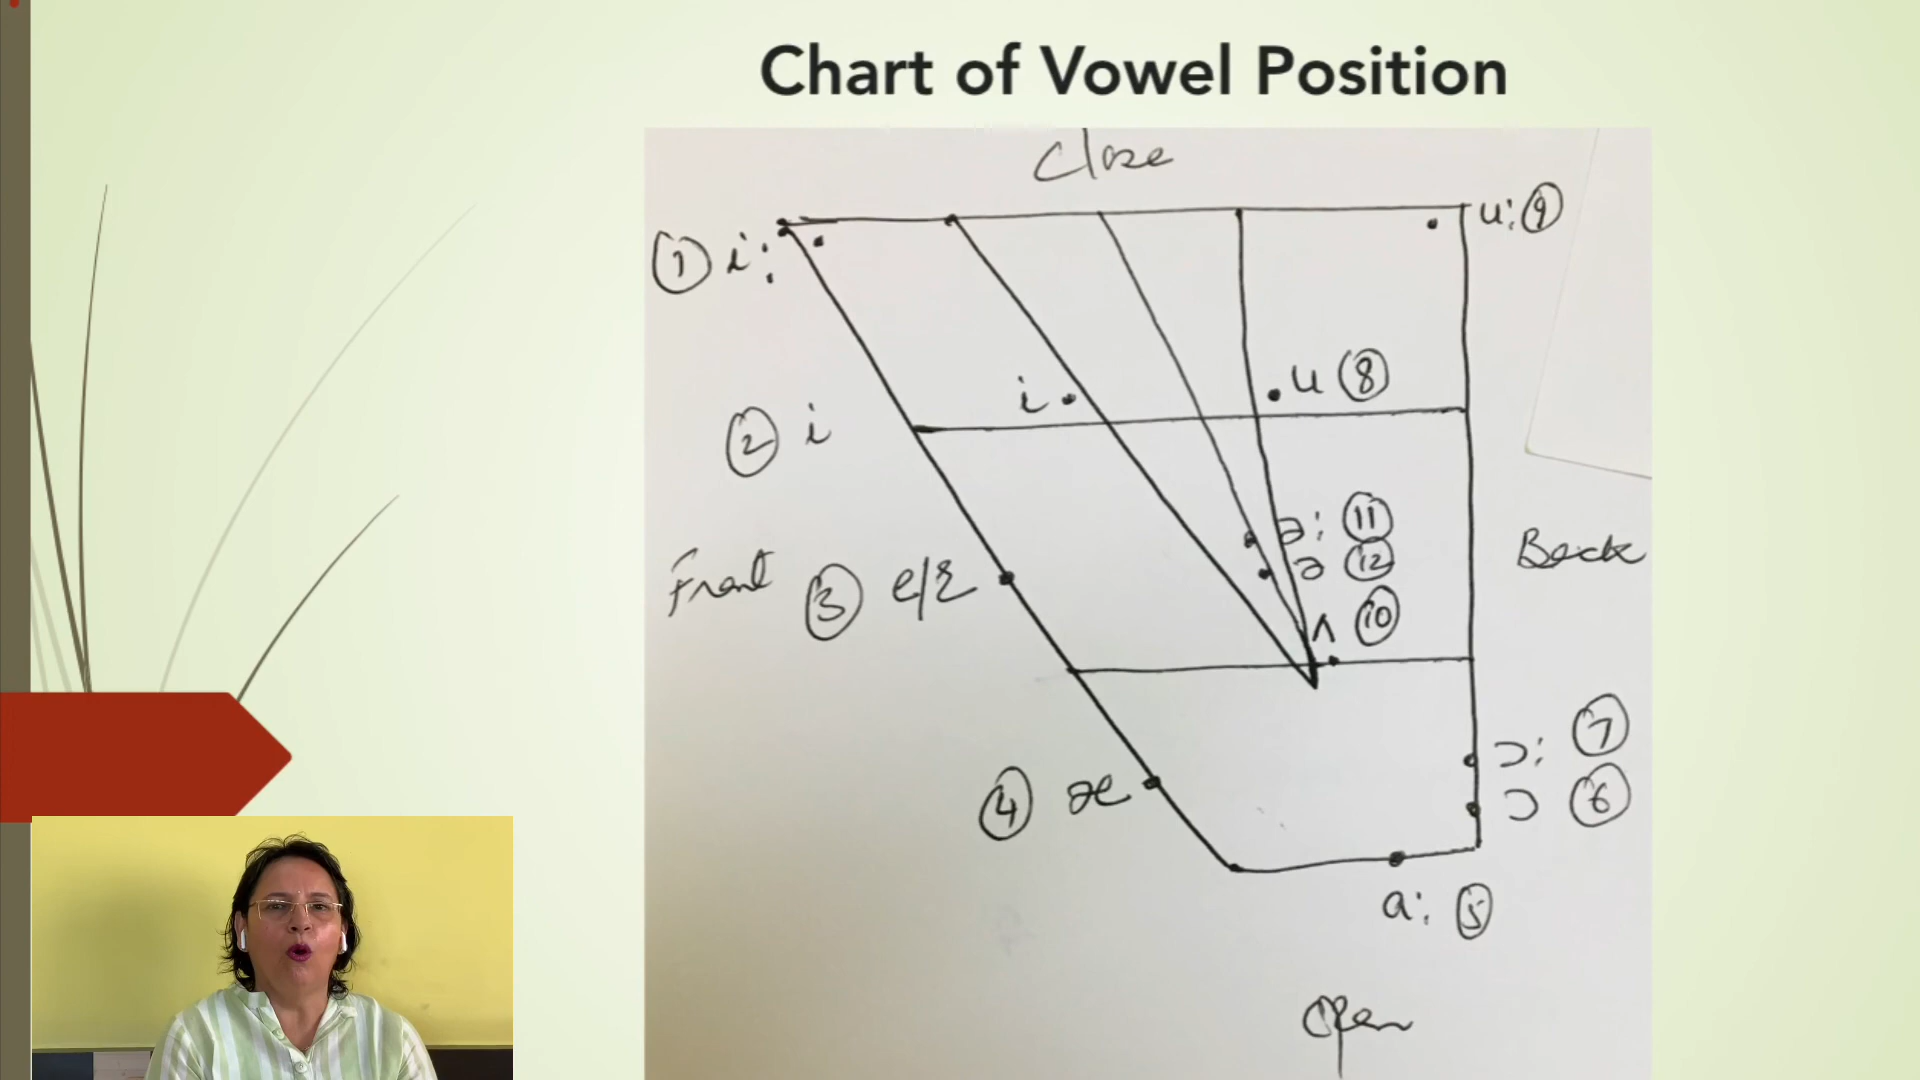 Chart of Vowel Position
Close
① i:
u: ⑨
i
u ⑧
② i
ə: ⑪
ə ⑫
Front
Back
③ e/ɛ
ʌ ⑩
ɔ: ⑦
④ æ
ɔ ⑥
a: ⑤
Open